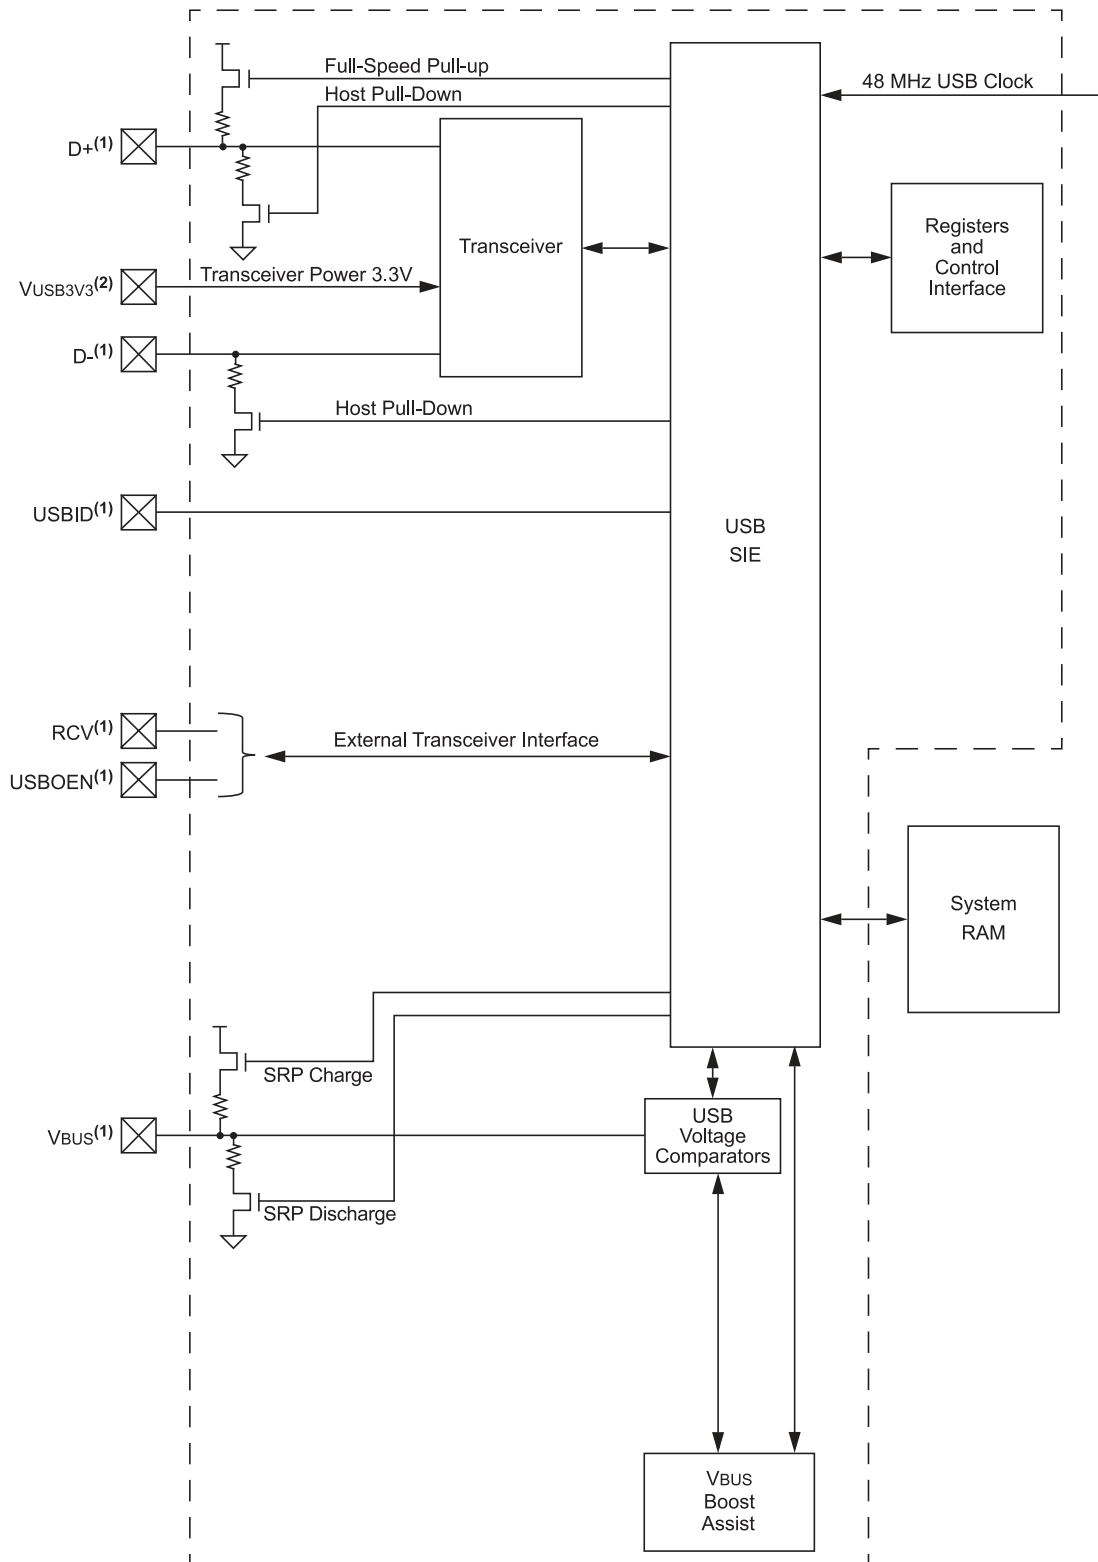 Full-Speed Pull-up
48 MHz USB Clock
Host Pull-Down
D+(1)
Registers
and
Control
Interface
Transceiver
Transceiver Power 3.3V
VUSB3V3(2)
D-(1)
Host Pull-Down
USBID(1)
USB
SIE
RCV(1)
External Transceiver Interface
USBOEN(1)
System
RAM
SRP Charge
VBUS(1)
USB
Voltage
Comparators
SRP Discharge
VBUS
Boost
Assist